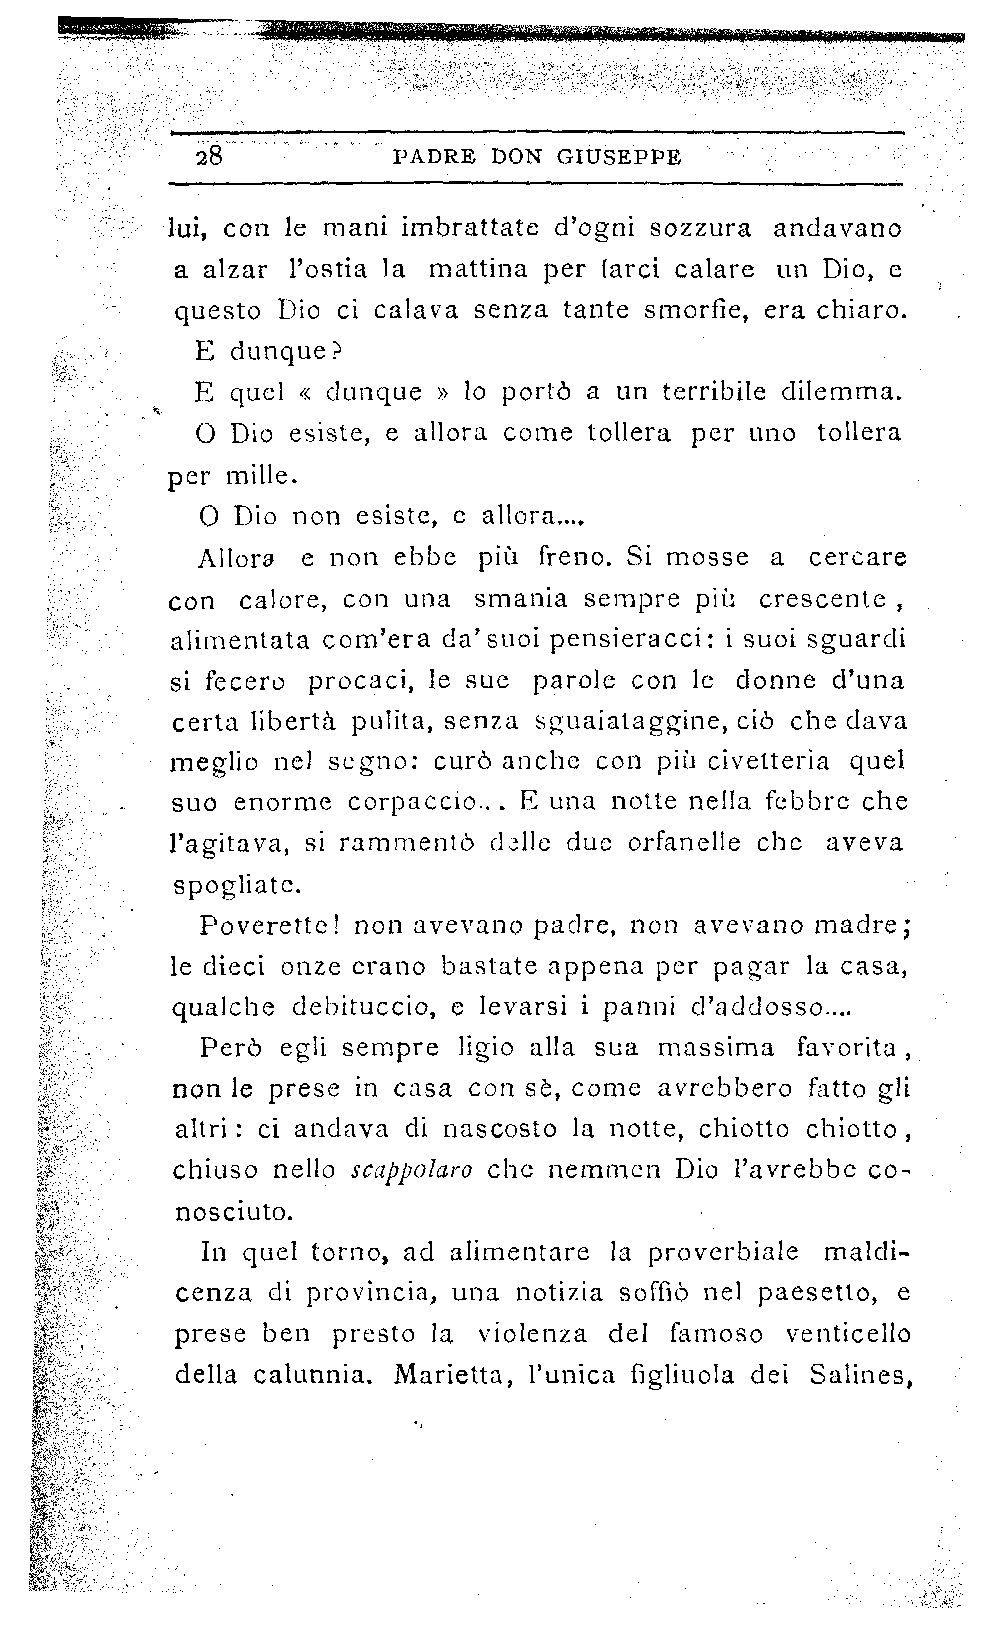 28 PADRE DON GIUSEPPE
lui, con le mani imbrattate d'ogni sozzura andavano
a alzar l'ostia la mattina per farci calare un Dio, e
questo Dio ci calava senza tante smorfie, era chiaro.
E dunque?
E quel « dunque » lo portò a un terribile dilemma.
O Dio esiste, e allora come tollera per uno tollera
per mille.
O Dio non esiste, e allora....
Allora e non ebbe più freno. Si mosse a cercare
con calore, con una smania sempre più crescente,
alimentata com'era da' suoi pensieracci: i suoi sguardi
si fecero procaci, le sue parole con le donne d'una
certa libertà pulita, senza sguaiataggine, ciò che dava
meglio nel segno: curò anche con più civetteria quel
suo enorme corpaccio... E una notte nella febbre che
l'agitava, si rammentò delle due orfanelle che aveva
spogliate.
Poverette! non avevano padre, non avevano madre;
le dieci onze erano bastate appena per pagar la casa,
qualche debituccio, e levarsi i panni d'addosso....
Però egli sempre ligio alla sua massima favorita,
non le prese in casa con sè, come avrebbero fatto gli
altri: ci andava di nascosto la notte, chiotto chiotto,
chiuso nello scappolaro che nemmen Dio l'avrebbe co-
nosciuto.
In quel torno, ad alimentare la proverbiale maldi-
cenza di provincia, una notizia soffiò nel paesetto, e
prese ben presto la violenza del famoso venticello
della calunnia. Marietta, l'unica figliuola dei Salines,